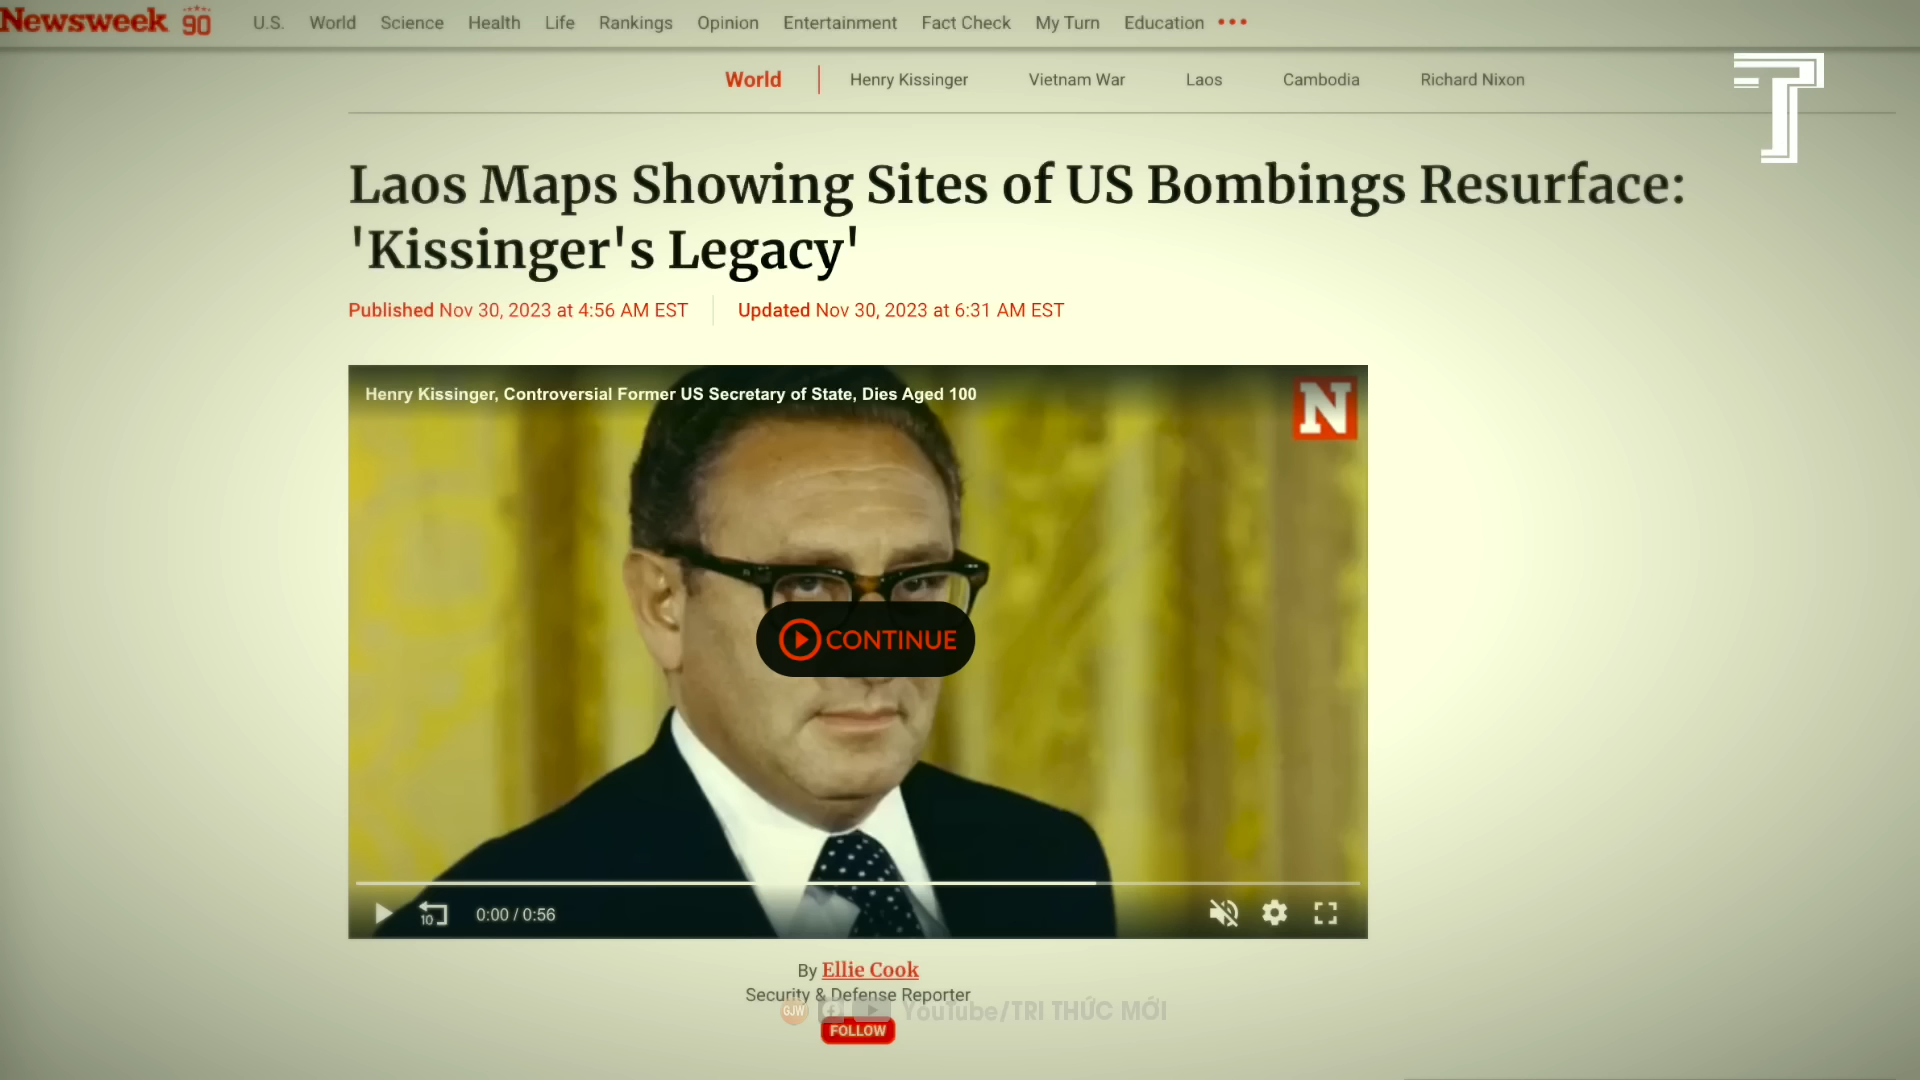 Newsweek 90 U.S. World Science Health Life Rankings Opinion Entertainment Fact Check My Turn Education
World Henry Kissinger Vietnam War Laos Cambodia Richard Nixon
Laos Maps Showing Sites of US Bombings Resurface:
'Kissinger's Legacy'
Published Nov 30, 2023 at 4:56 AM EST Updated Nov 30, 2023 at 6:31 AM EST
Henry Kissinger, Controversial Former US Secretary of State, Dies Aged 100
N
CONTINUE
10 0:00 / 0:56
By Ellie Cook
Security & Defense Reporter
GJW YouTube/TRI THỨC MỚI
FOLLOW